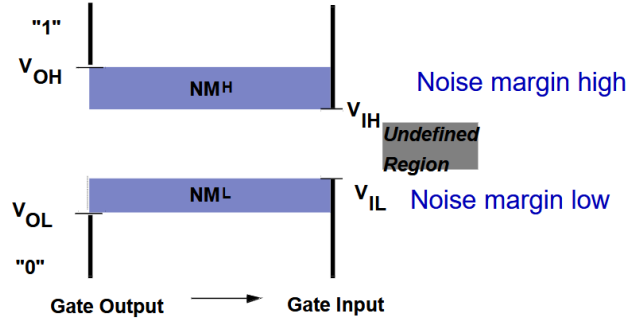 "1"
VOH
NMH
Noise margin high
VIH
Undefined
Region
NML
VIL
Noise margin low
VOL
"0"
Gate Output
Gate Input